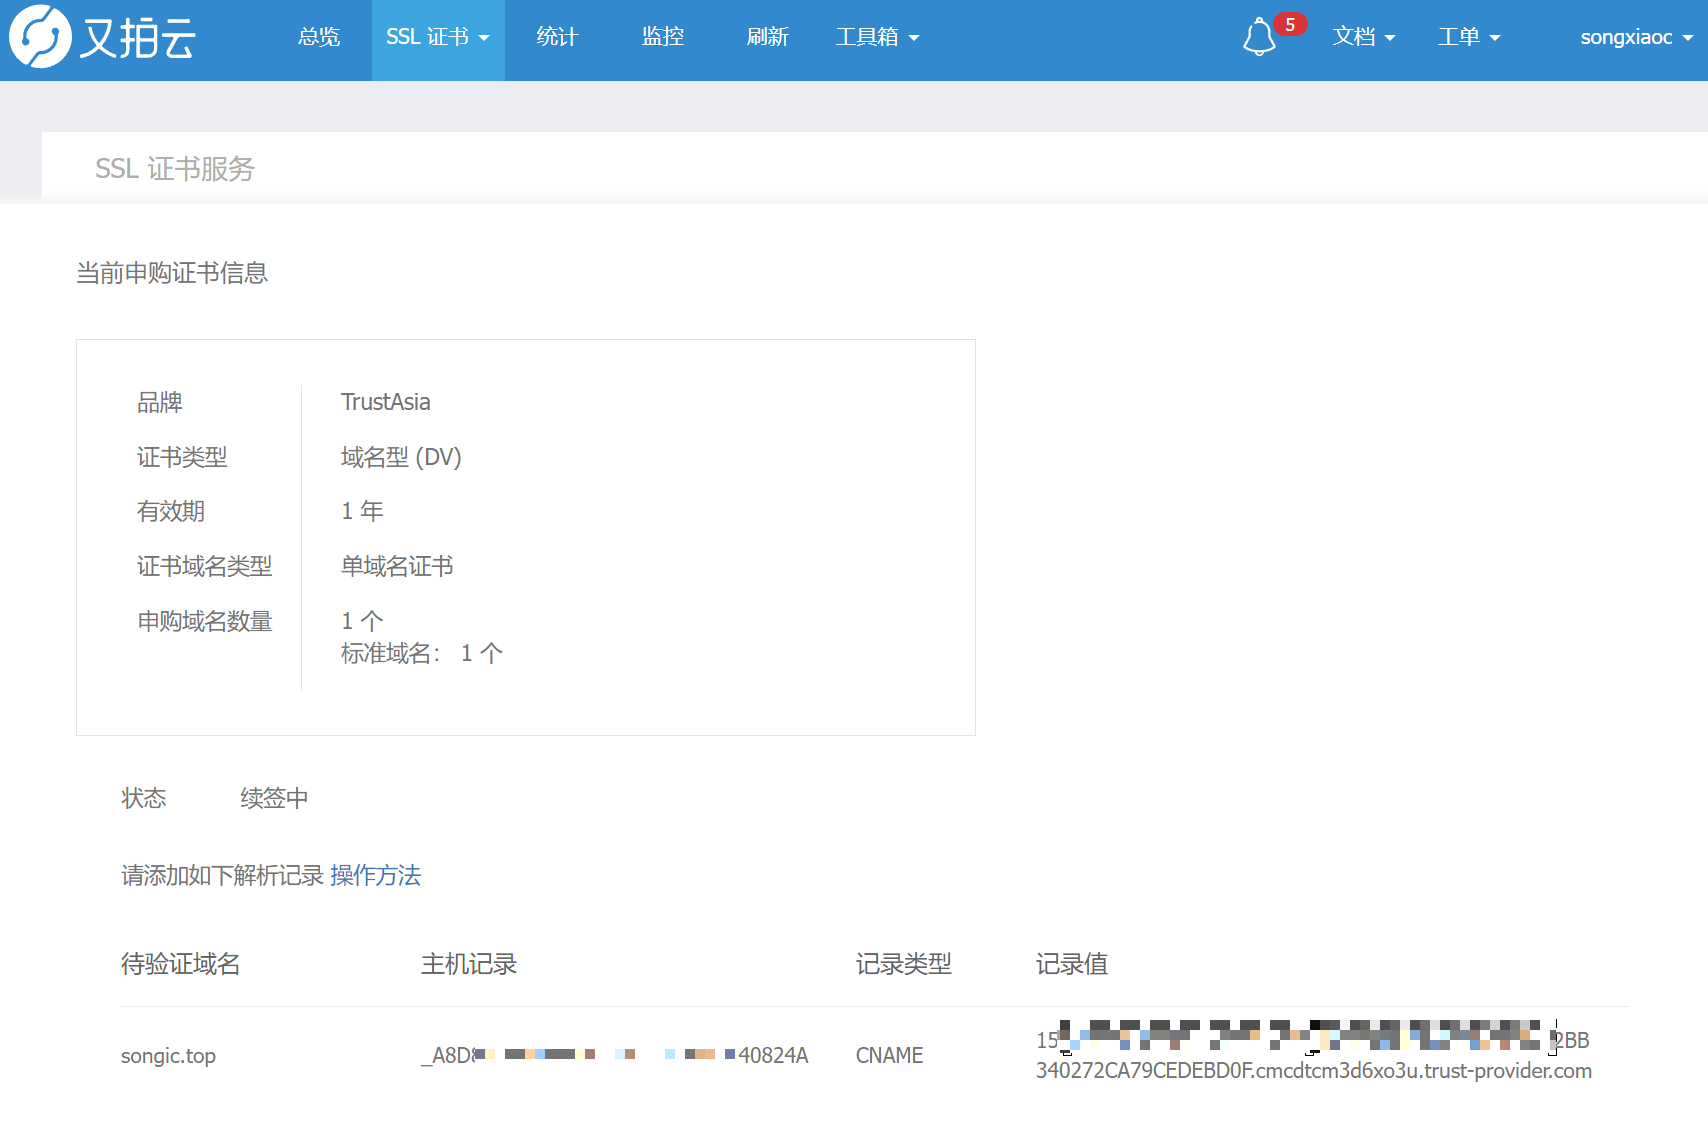 又拍云
总览 SSL 证书 统计 监控 刷新 工具箱 5 文档 工单 songxiaoc
SSL 证书服务
当前申购证书信息
品牌 TrustAsia
证书类型 域名型 (DV)
有效期 1 年
证书域名类型 单域名证书
申购域名数量 1 个
标准域名： 1 个
状态 续签中
请添加如下解析记录 操作方法
待验证域名 主机记录 记录类型 记录值
songic.top _A8D 40824A CNAME 15 2BB
340272CA79CEDEBD0F.cmcdtcm3d6xo3u.trust-provider.com